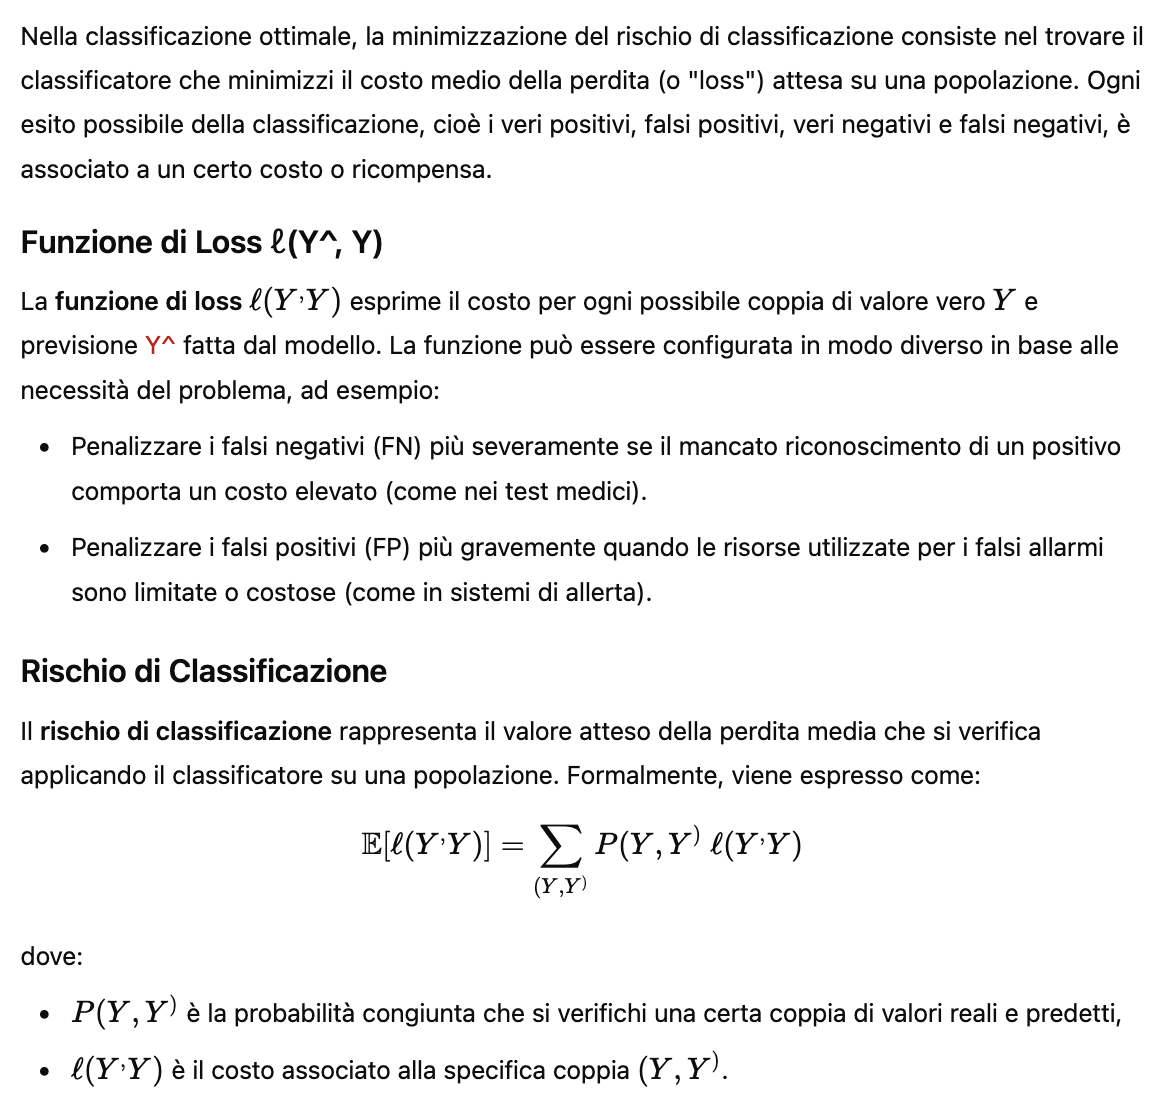 Nella classificazione ottimale, la minimizzazione del rischio di classificazione consiste nel trovare il
classificatore che minimizzi il costo medio della perdita (o "loss") attesa su una popolazione. Ogni
esito possibile della classificazione, cioè i veri positivi, falsi positivi, veri negativi e falsi negativi, è
associato a un certo costo o ricompensa.
Funzione di Loss ℓ(Y^, Y)
La funzione di loss ℓ(Y^,Y) esprime il costo per ogni possibile coppia di valore vero Y e
previsione Y^ fatta dal modello. La funzione può essere configurata in modo diverso in base alle
necessità del problema, ad esempio:
• Penalizzare i falsi negativi (FN) più severamente se il mancato riconoscimento di un positivo
comporta un costo elevato (come nei test medici).
• Penalizzare i falsi positivi (FP) più gravemente quando le risorse utilizzate per i falsi allarmi
sono limitate o costose (come in sistemi di allerta).
Rischio di Classificazione
Il rischio di classificazione rappresenta il valore atteso della perdita media che si verifica
applicando il classificatore su una popolazione. Formalmente, viene espresso come:
𝔼[ℓ(Y^,Y)] = ∑_(Y,Y^) P(Y,Y^) ℓ(Y^,Y)
dove:
• P(Y,Y^) è la probabilità congiunta che si verifichi una certa coppia di valori reali e predetti,
• ℓ(Y^,Y) è il costo associato alla specifica coppia (Y,Y^).